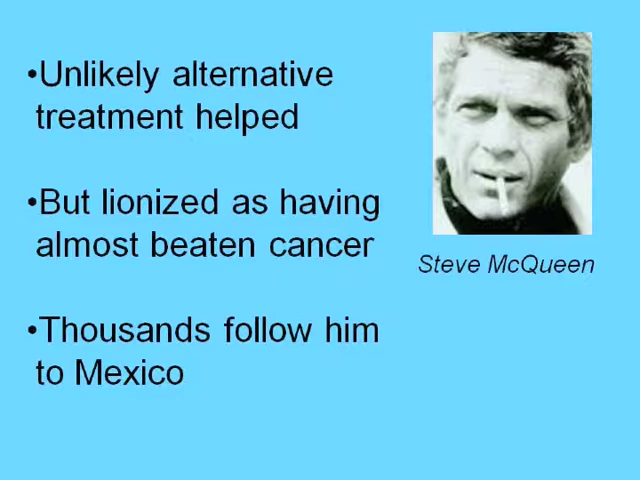 •Unlikely alternative
treatment helped
•But lionized as having
almost beaten cancer
•Thousands follow him
to Mexico
Steve McQueen